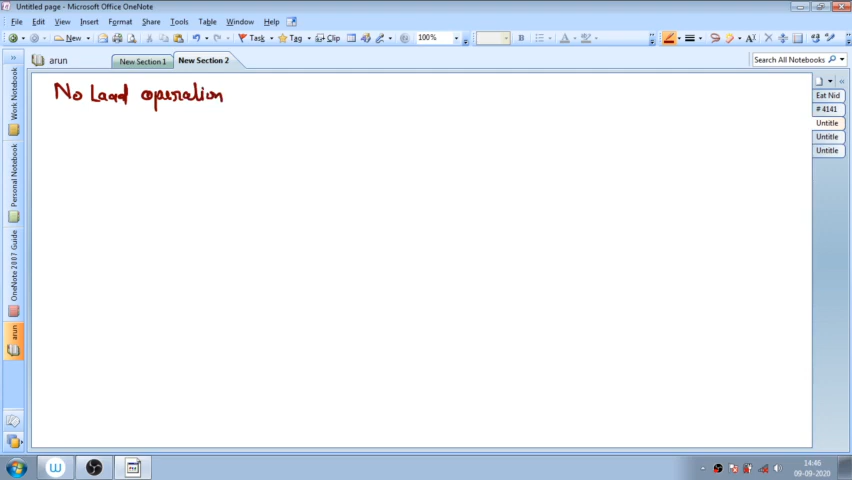 Untitled page - Microsoft Office OneNote
File Edit View Insert Format Share Tools Table Window Help
New Task Tag Clip 100% B A
arun New Section 1 New Section 2 Search All Notebooks
No Load operation
Work Notebook
Personal Notebook
OneNote 2007 Guide
arun
Eat Nid
# 4141
Untitle
Untitle
Untitle
W
14:46
09-09-2020